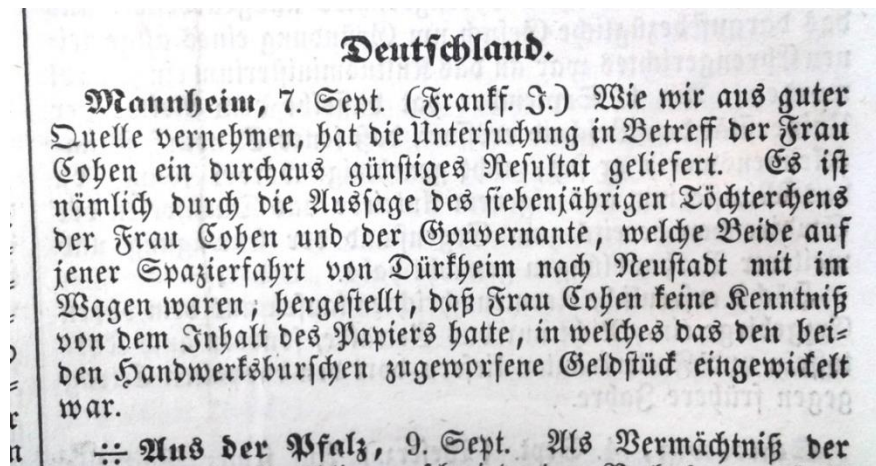 Deutschland.
Mannheim, 7. Sept. (Frankf. J.) Wie wir aus guter
Quelle vernehmen, hat die Untersuchung in Betreff der Frau
Cohen ein durchaus günstiges Resultat geliefert. Es ist
nämlich durch die Aussage des siebenjährigen Töchterchens
der Frau Cohen und der Gouvernante, welche Beide auf
jener Spazierfahrt von Dürkheim nach Neustadt mit im
Wagen waren, hergestellt, daß Frau Cohen keine Kenntniß
von dem Inhalt des Papiers hatte, in welches das den bei-
den Handwerksburschen zugeworfene Geldstück eingewickelt
war.
÷ Aus der Pfalz, 9. Sept. Als Vermächtniß der